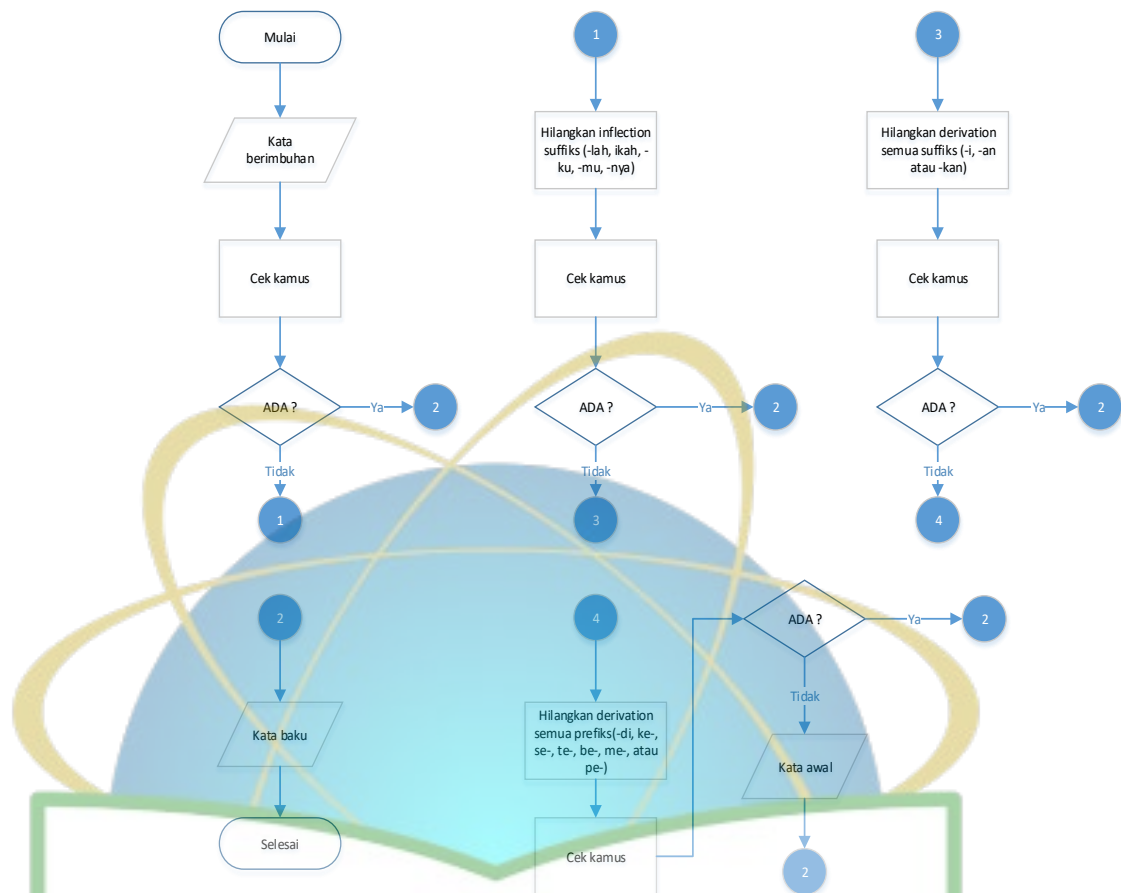 Mulai
Kata
berimbuhan
Cek kamus
ADA ?
Ya
2
Tidak
1
1
Hilangkan inflection
suffiks (-lah, ikah, -
ku, -mu, -nya)
Cek kamus
ADA ?
Ya
2
Tidak
3
3
Hilangkan derivation
semua suffiks (-i, -an
atau -kan)
Cek kamus
ADA ?
Ya
2
Tidak
4
2
Kata baku
Selesai
4
Hilangkan derivation
semua prefiks(-di, ke-,
se-, te-, be-, me-, atau
pe-)
Cek kamus
ADA ?
Ya
2
Tidak
Kata awal
2